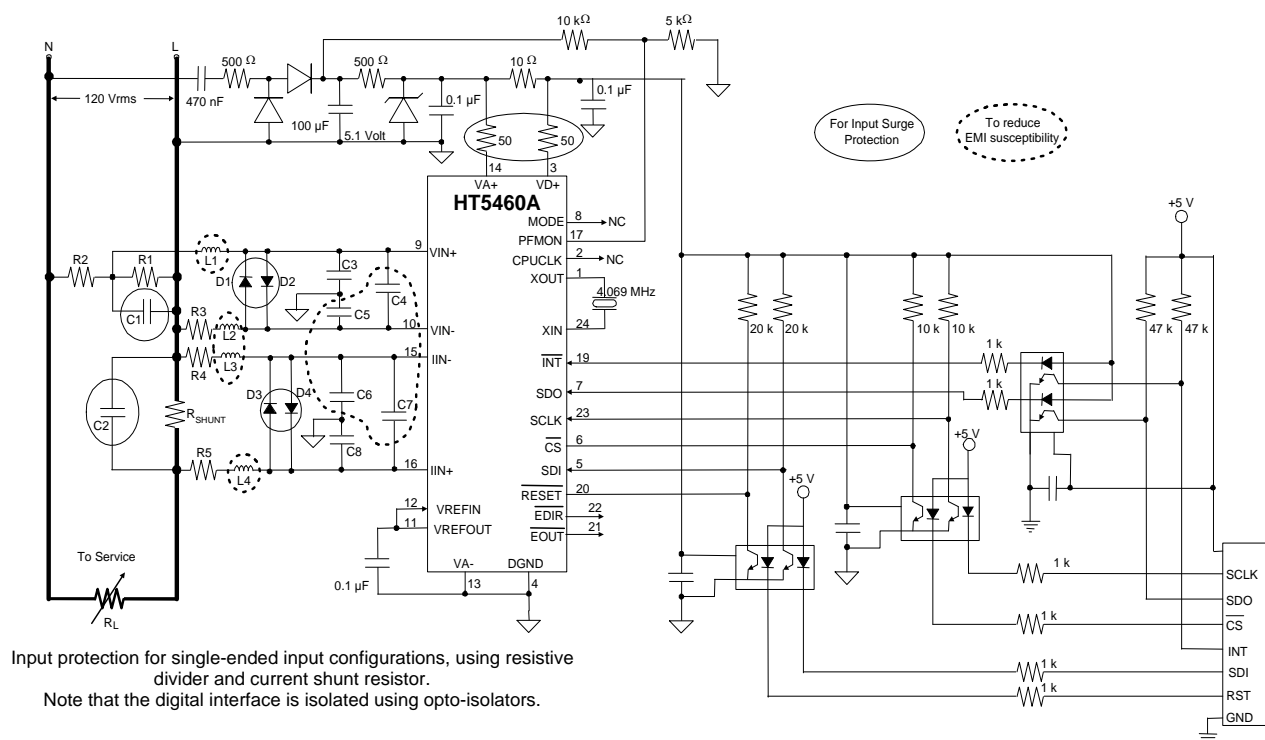 10 kΩ
5 kΩ
N
L
500 Ω
500 Ω
10 Ω
120 Vrms
470 nF
100 µF
0.1 µF
0.1 µF
5.1 Volt
50
50
For Input Surge
Protection
To reduce
EMI susceptibility
14
3
VA+
VD+
HT5460A
+5 V
MODE
8
NC
PFMON
17
CPUCLK
2
NC
XOUT
1
4.069 MHz
XIN
24
9
VIN+
L1
R2
R1
D1
D2
C3
C4
C5
C1
R3
L2
10
VIN-
15
IIN-
R4
L3
D3
D4
C6
C7
C2
RSHUNT
C8
R5
L4
16
IIN+
20 k
20 k
10 k
10 k
47 k
47 k
INT
19
1 k
SDO
7
1 k
SCLK
23
CS
6
+5 V
SDI
5
+5 V
RESET
20
EDIR
22
EOUT
21
12
VREFIN
11
VREFOUT
0.1 µF
VA-
13
DGND
4
To Service
RL
1 k
SCLK
SDO
1 k
CS
INT
1 k
SDI
1 k
RST
GND
Input protection for single-ended input configurations, using resistive
divider and current shunt resistor.
Note that the digital interface is isolated using opto-isolators.